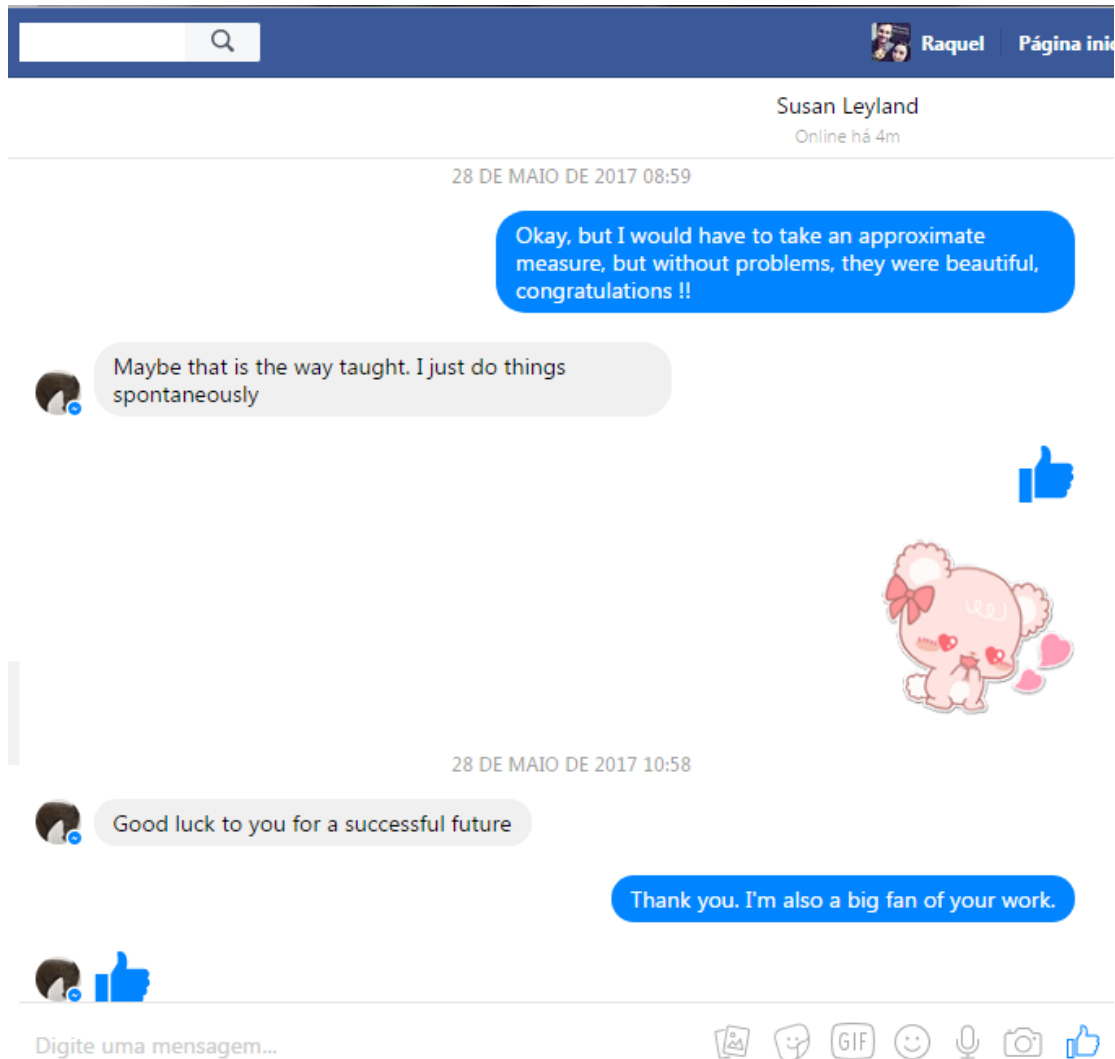 Raquel Página inic
Susan Leyland
Online há 4m
28 DE MAIO DE 2017 08:59
Okay, but I would have to take an approximate
measure, but without problems, they were beautiful,
congratulations !!
Maybe that is the way taught. I just do things
spontaneously
28 DE MAIO DE 2017 10:58
Good luck to you for a successful future
Thank you. I'm also a big fan of your work.
Digite uma mensagem...
GIF